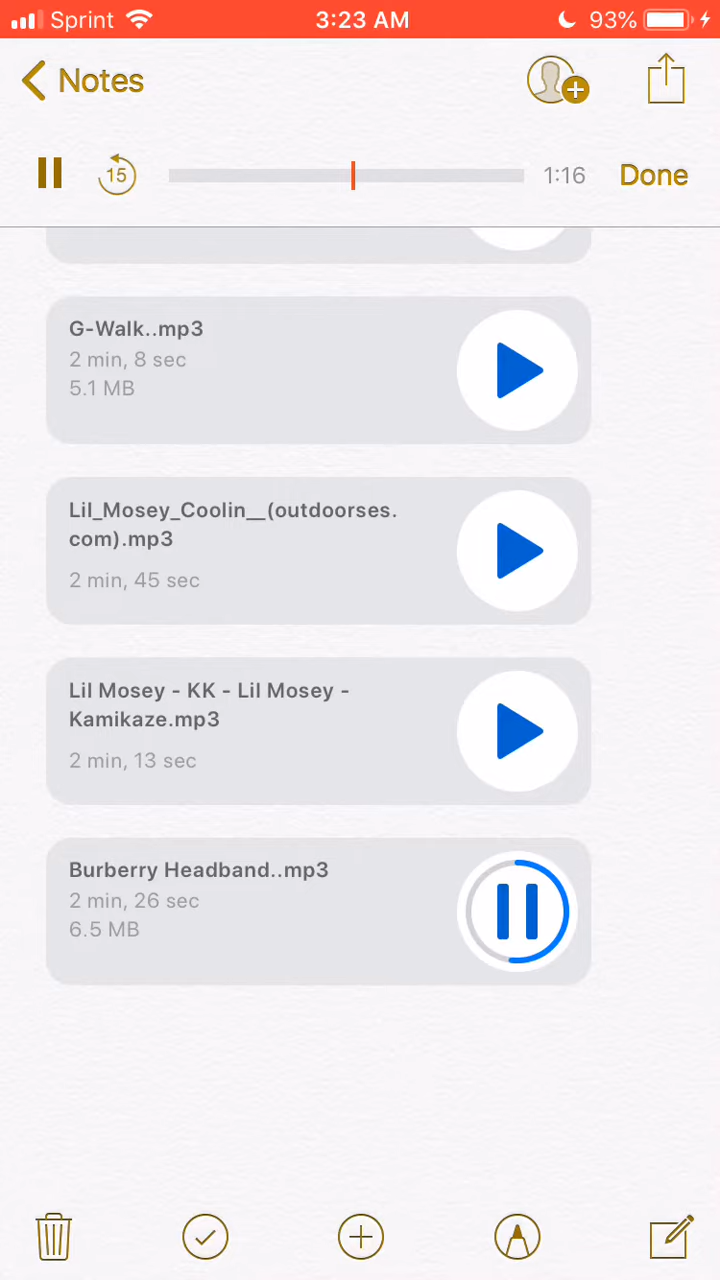 Sprint 3:23 AM 93%
Notes
15 1:16 Done
G-Walk..mp3
2 min, 8 sec
5.1 MB
Lil_Mosey_Coolin__(outdoorses.
com).mp3
2 min, 45 sec
Lil Mosey - KK - Lil Mosey -
Kamikaze.mp3
2 min, 13 sec
Burberry Headband..mp3
2 min, 26 sec
6.5 MB